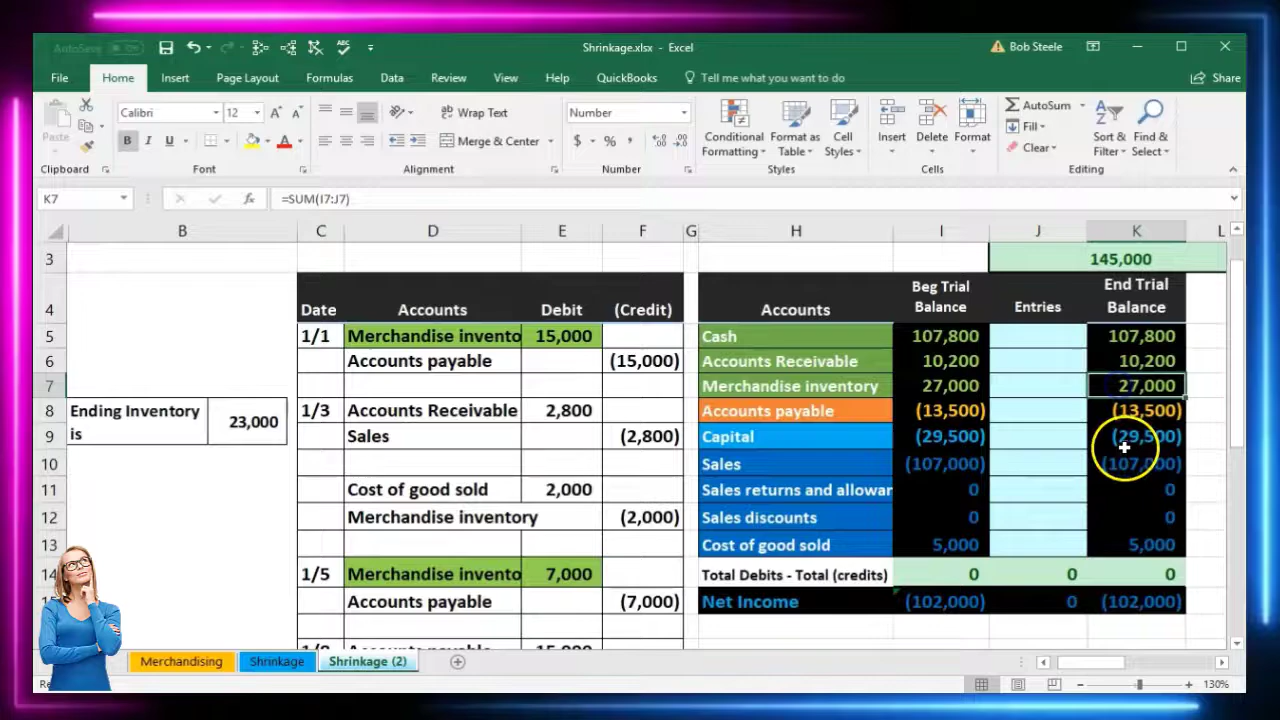 AutoSave
Shrinkage.xlsx - Excel
Bob Steele
File Home Insert Page Layout Formulas Data Review View Help QuickBooks Tell me what you want to do Share
Paste
Calibri 12
Wrap Text
Merge & Center
Number
$ % ,
Conditional Formatting
Format as Table
Cell Styles
Insert
Delete
Format
AutoSum
Fill
Clear
Sort & Filter
Find & Select
Clipboard Font Alignment Number Styles Cells Editing
K7 fx =SUM(I7:J7)
B C D E F G H I J K L
3 145,000
4 Date Accounts Debit (Credit) Accounts Beg Trial Balance Entries End Trial Balance
5 1/1 Merchandise invento 15,000 Cash 107,800 107,800
6 Accounts payable (15,000) Accounts Receivable 10,200 10,200
7 Merchandise inventory 27,000 27,000
8 Ending Inventory is 23,000 1/3 Accounts Receivable 2,800 Accounts payable (13,500) (13,500)
9 Sales (2,800) Capital (29,500) (29,500)
10 Sales (107,000) (107,000)
11 Cost of good sold 2,000 Sales returns and allowar 0 0
12 Merchandise inventory (2,000) Sales discounts 0 0
13 Cost of good sold 5,000 5,000
14 1/5 Merchandise invento 7,000 Total Debits - Total (credits) 0 0 0
Accounts payable (7,000) Net Income (102,000) 0 (102,000)
Merchandising Shrinkage Shrinkage (2)
130%